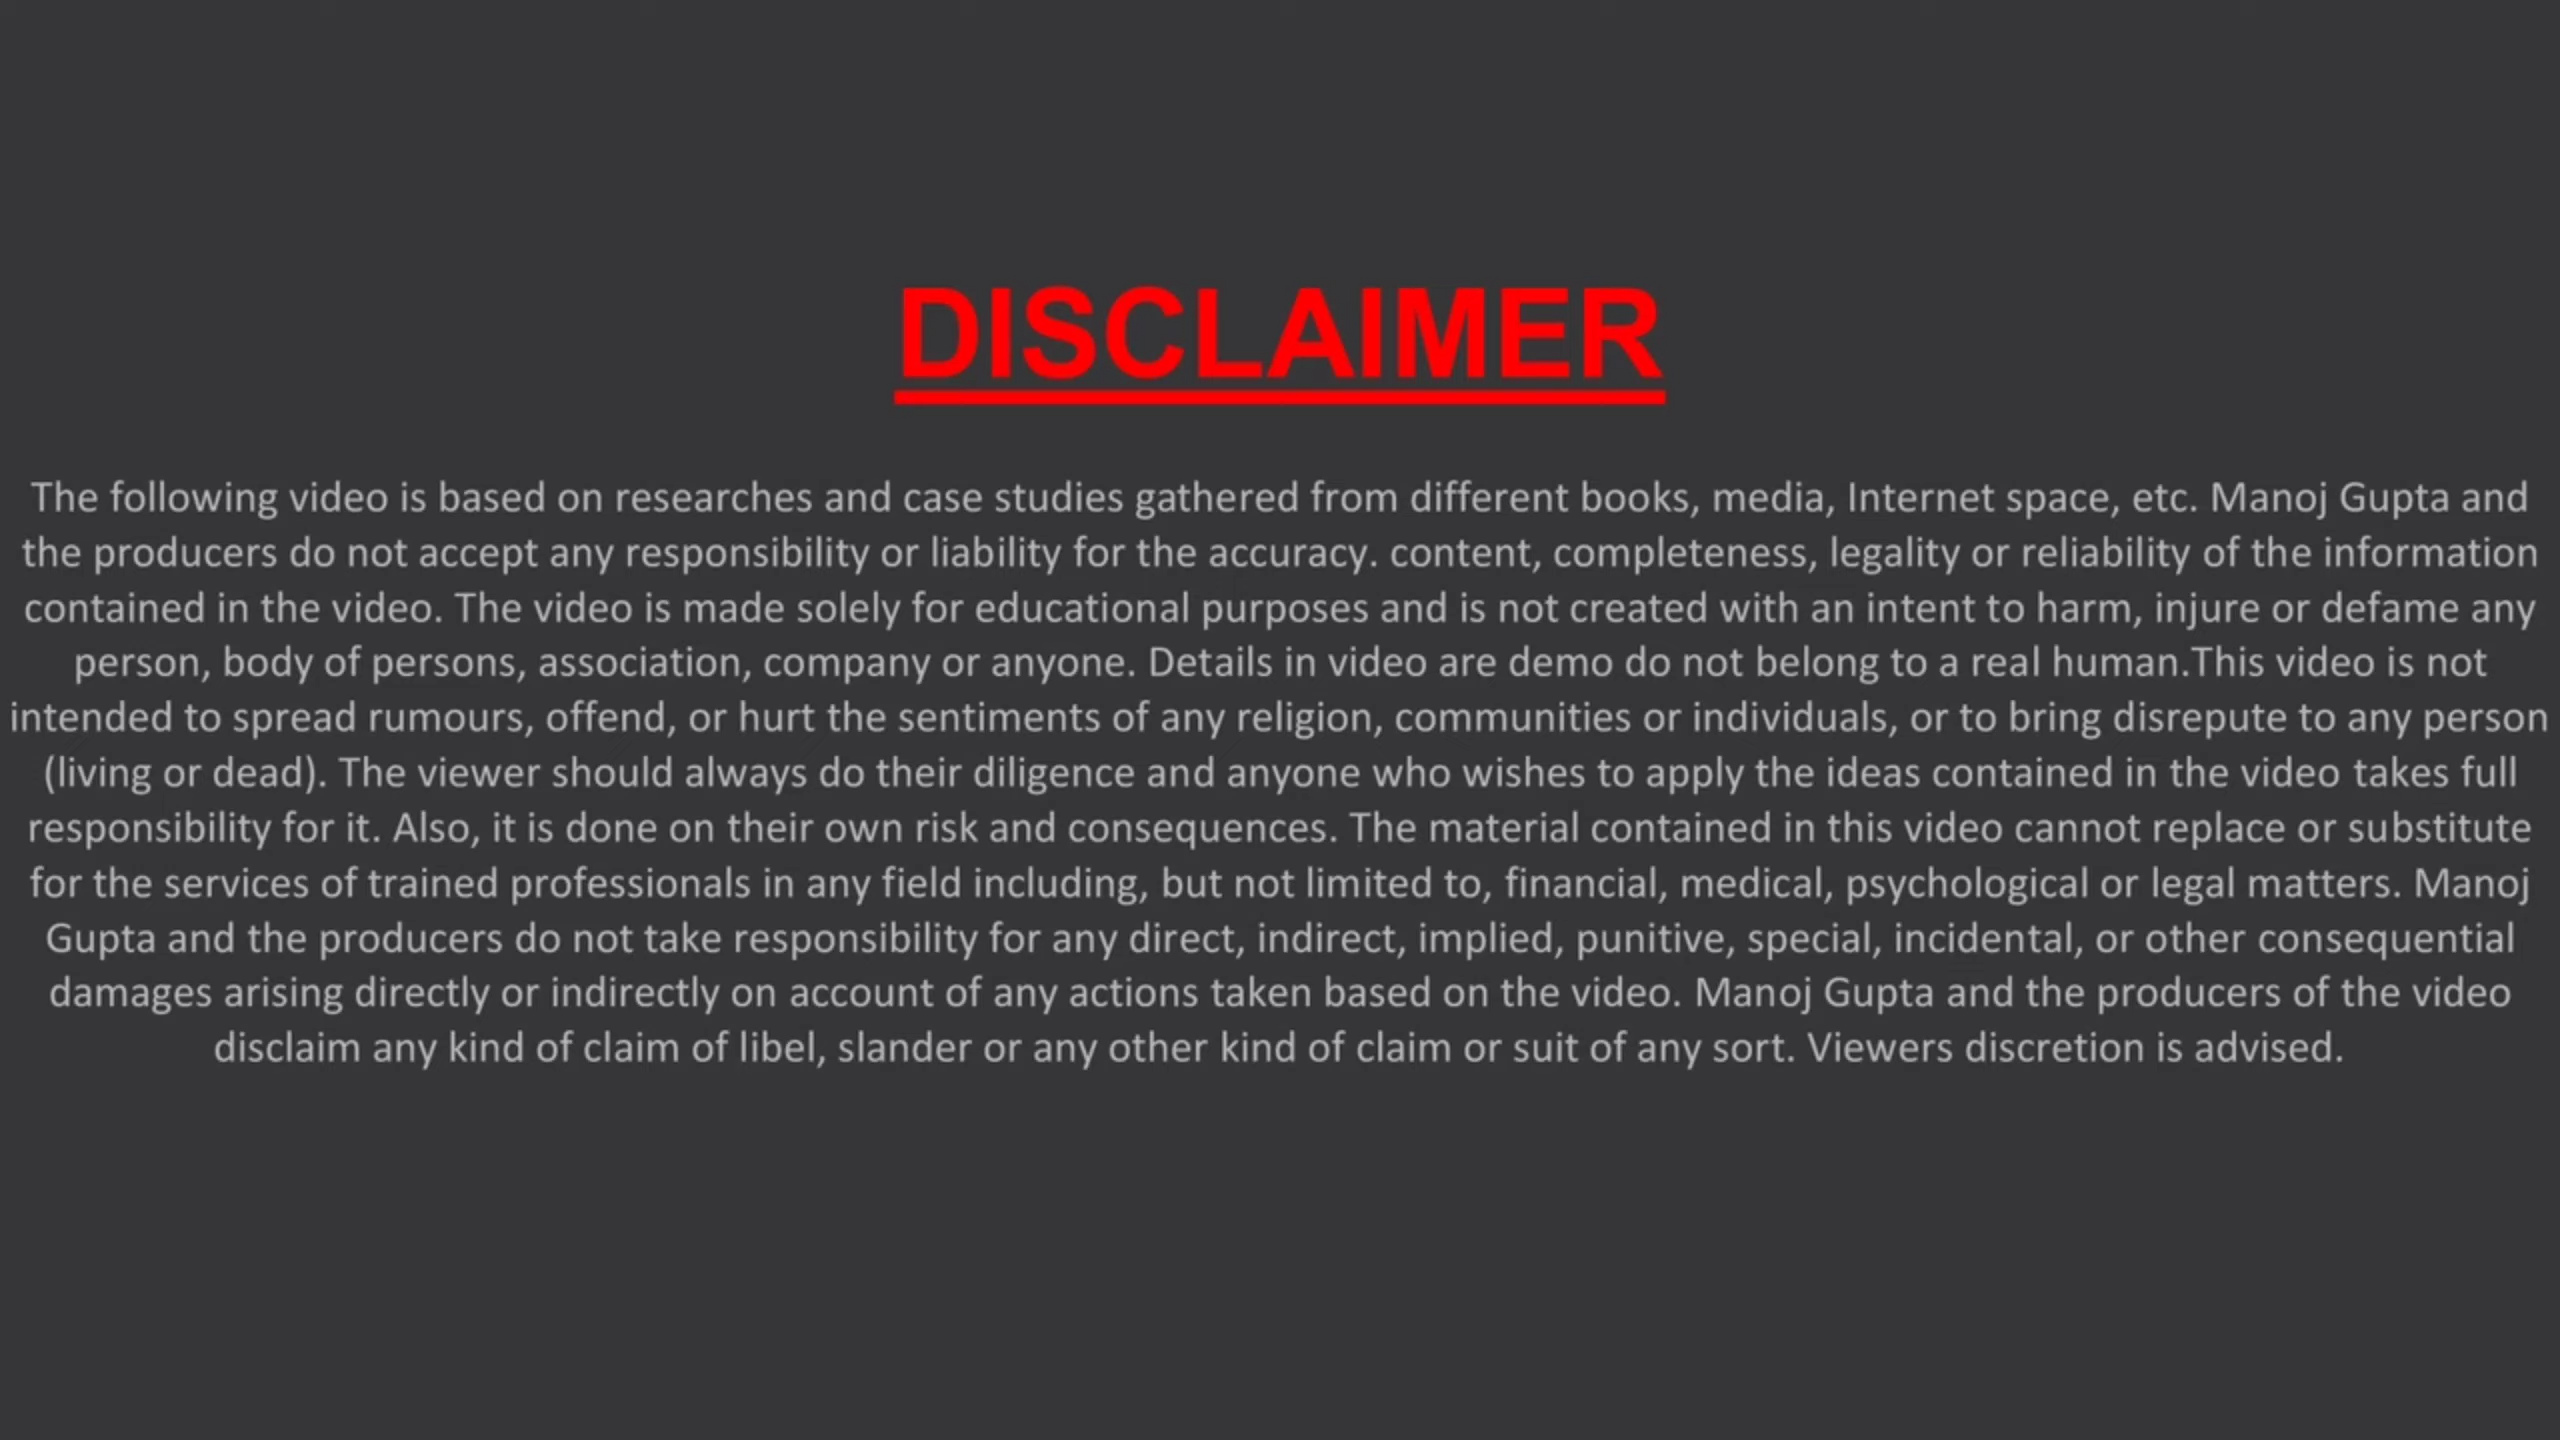 DISCLAIMER
The following video is based on researches and case studies gathered from different books, media, Internet space, etc. Manoj Gupta and
the producers do not accept any responsibility or liability for the accuracy. content, completeness, legality or reliability of the information
contained in the video. The video is made solely for educational purposes and is not created with an intent to harm, injure or defame any
person, body of persons, association, company or anyone. Details in video are demo do not belong to a real human.This video is not
intended to spread rumours, offend, or hurt the sentiments of any religion, communities or individuals, or to bring disrepute to any person
(living or dead). The viewer should always do their diligence and anyone who wishes to apply the ideas contained in the video takes full
responsibility for it. Also, it is done on their own risk and consequences. The material contained in this video cannot replace or substitute
for the services of trained professionals in any field including, but not limited to, financial, medical, psychological or legal matters. Manoj
Gupta and the producers do not take responsibility for any direct, indirect, implied, punitive, special, incidental, or other consequential
damages arising directly or indirectly on account of any actions taken based on the video. Manoj Gupta and the producers of the video
disclaim any kind of claim of libel, slander or any other kind of claim or suit of any sort. Viewers discretion is advised.